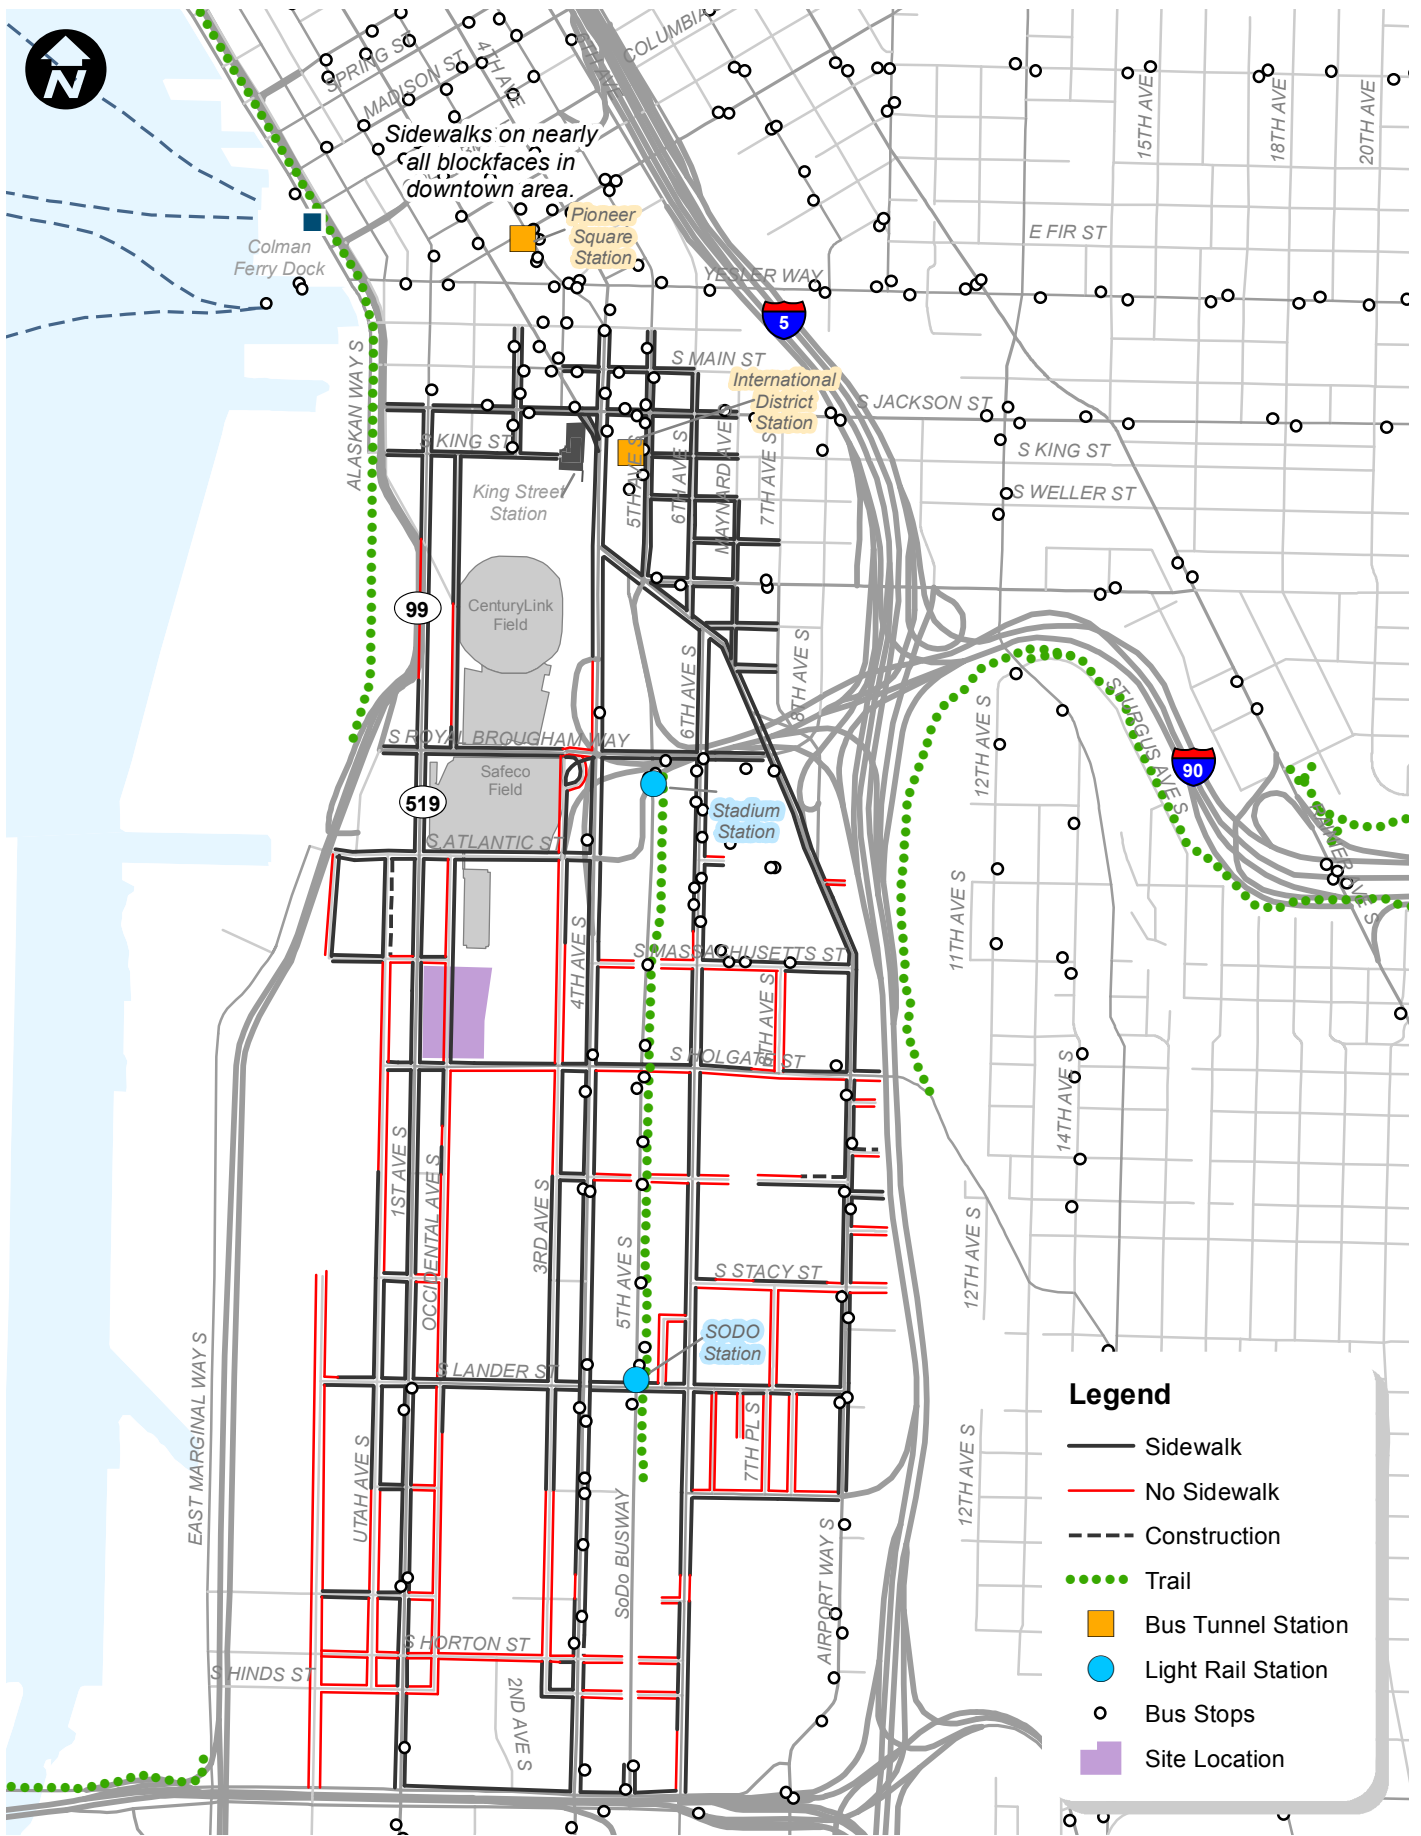 N
SPRING ST
MADISON ST
4TH AVE
COLUMBIA
15TH AVE
18TH AVE
20TH AVE
Sidewalks on nearly
all blockfaces in
downtown area.
Pioneer
Square
Station
Colman
Ferry Dock
E FIR ST
YESLER WAY
5
S MAIN ST
International
District
Station
S JACKSON ST
ALASKAN WAY S
S KING ST
S KING ST
King Street
Station
5TH AVE S
6TH AVE S
MAYNARD AVE S
7TH AVE S
S WELLER ST
99
CenturyLink
Field
6TH AVE S
8TH AVE S
12TH AVE S
STURGUS AVE S
90
S ROYAL BROUGHAM WAY
Safeco
Field
519
Stadium
Station
RAINIER AVE S
S ATLANTIC ST
11TH AVE S
4TH AVE S
S MASSACHUSETTS ST
8TH AVE S
S HOLGATE ST
14TH AVE S
1ST AVE S
OCCIDENTAL AVE S
3RD AVE S
5TH AVE S
12TH AVE S
S STACY ST
SODO
Station
EAST MARGINAL WAY S
S LANDER ST
UTAH AVE S
7TH PL S
12TH AVE S
SoDo BUSWAY
AIRPORT WAY S
S HORTON ST
S HINDS ST
2ND AVE S
Legend
Sidewalk
No Sidewalk
Construction
Trail
Bus Tunnel Station
Light Rail Station
Bus Stops
Site Location